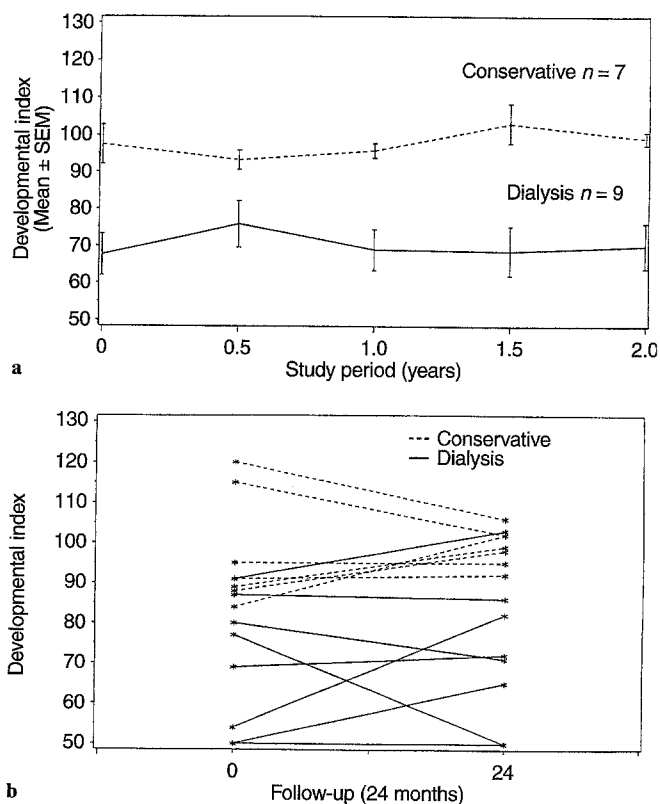 130
120
110
100
90
80
70
60
50
Developmental index
(Mean ± SEM)
Conservative n = 7
Dialysis n = 9
0 0.5 1.0 1.5 2.0
Study period (years)
a
130
120
110
100
90
80
70
60
50
Developmental index
Conservative
Dialysis
0 24
Follow-up (24 months)
b